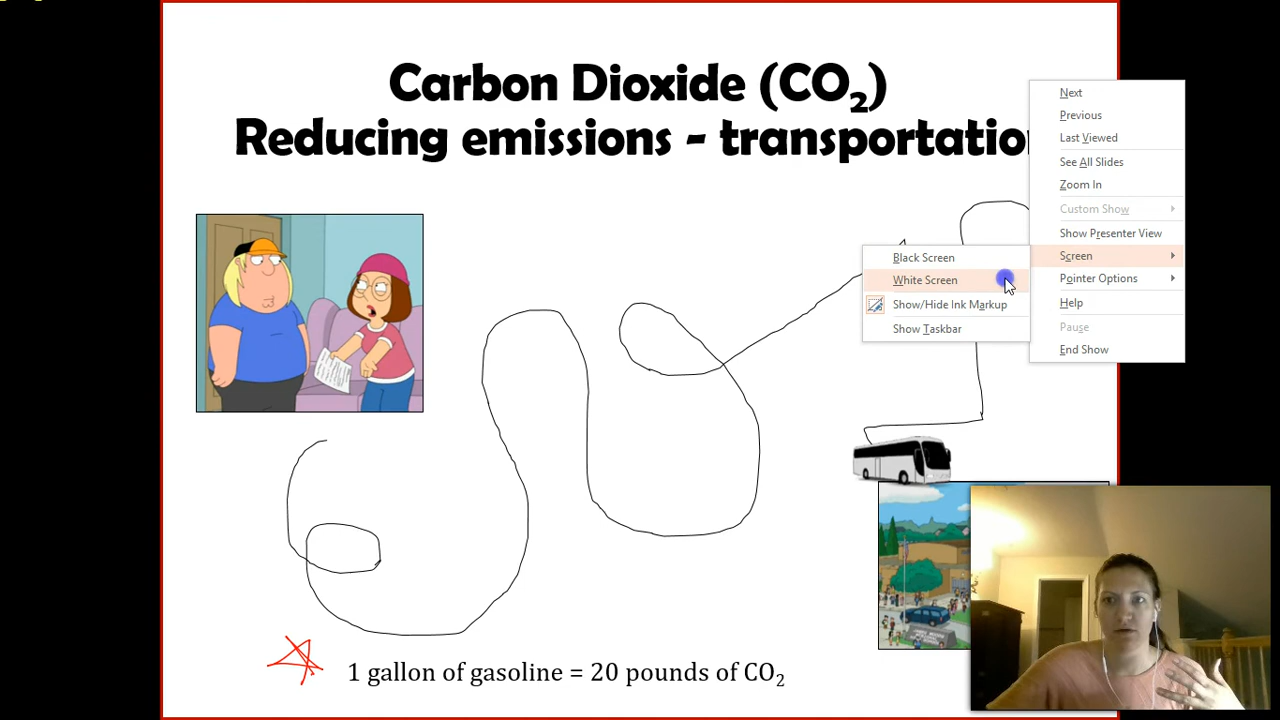 Carbon Dioxide (CO₂)
Reducing emissions - transportation
Next
Previous
Last Viewed
See All Slides
Zoom In
Custom Show
Show Presenter View
Screen
Pointer Options
Help
Pause
End Show
Black Screen
White Screen
Show/Hide Ink Markup
Show Taskbar
1 gallon of gasoline = 20 pounds of CO₂